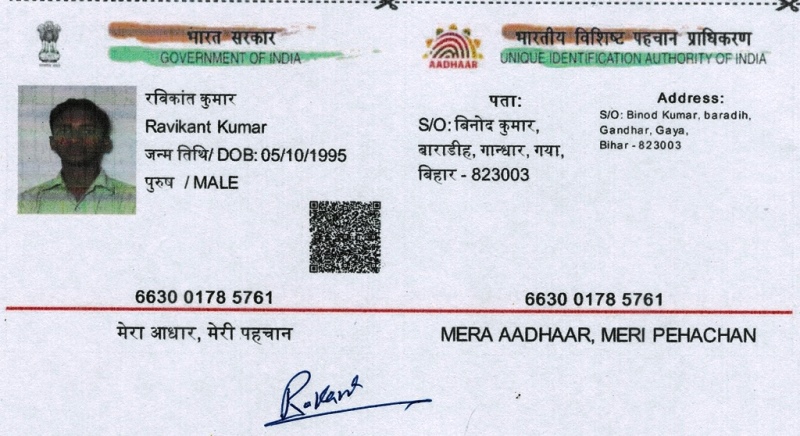 भारत सरकार
GOVERNMENT OF INDIA
रविकांत कुमार
Ravikant Kumar
जन्म तिथि/ DOB: 05/10/1995
पुरुष / MALE
6630 0178 5761
मेरा आधार, मेरी पहचान
AADHAAR
भारतीय विशिष्ट पहचान प्राधिकरण
UNIQUE IDENTIFICATION AUTHORITY OF INDIA
पता:
S/O: बिनोद कुमार,
बाराडीह, गान्धार, गया,
बिहार - 823003
Address:
S/O: Binod Kumar, baradih,
Gandhar, Gaya,
Bihar - 823003
6630 0178 5761
MERA AADHAAR, MERI PEHACHAN